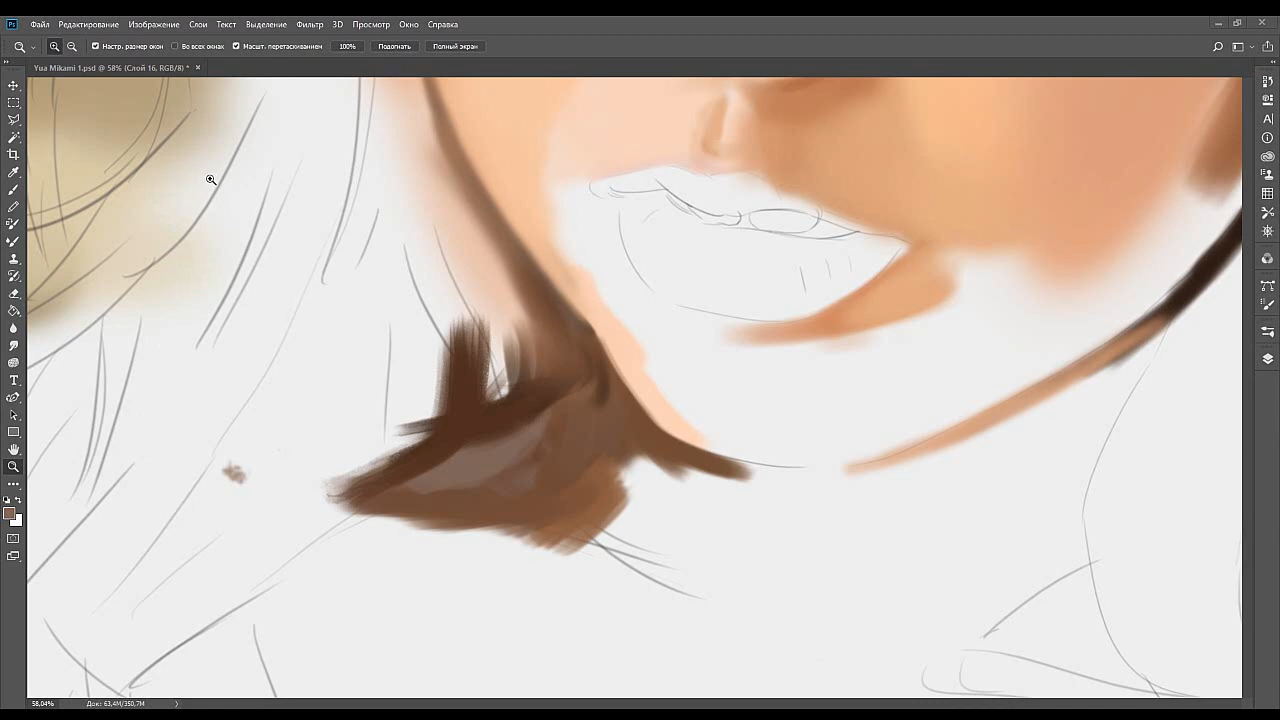 Ps Файл Редактирование Изображение Слои Текст Выделение Фильтр 3D Просмотр Окно Справка
Настр. размер окон Во всех окнах Масшт. перетаскиванием 100% Подогнать Полный экран
Yua Mikami 1.psd @ 58% (Слой 16, RGB/8) *
58,04% Док: 63,4M/350,7M